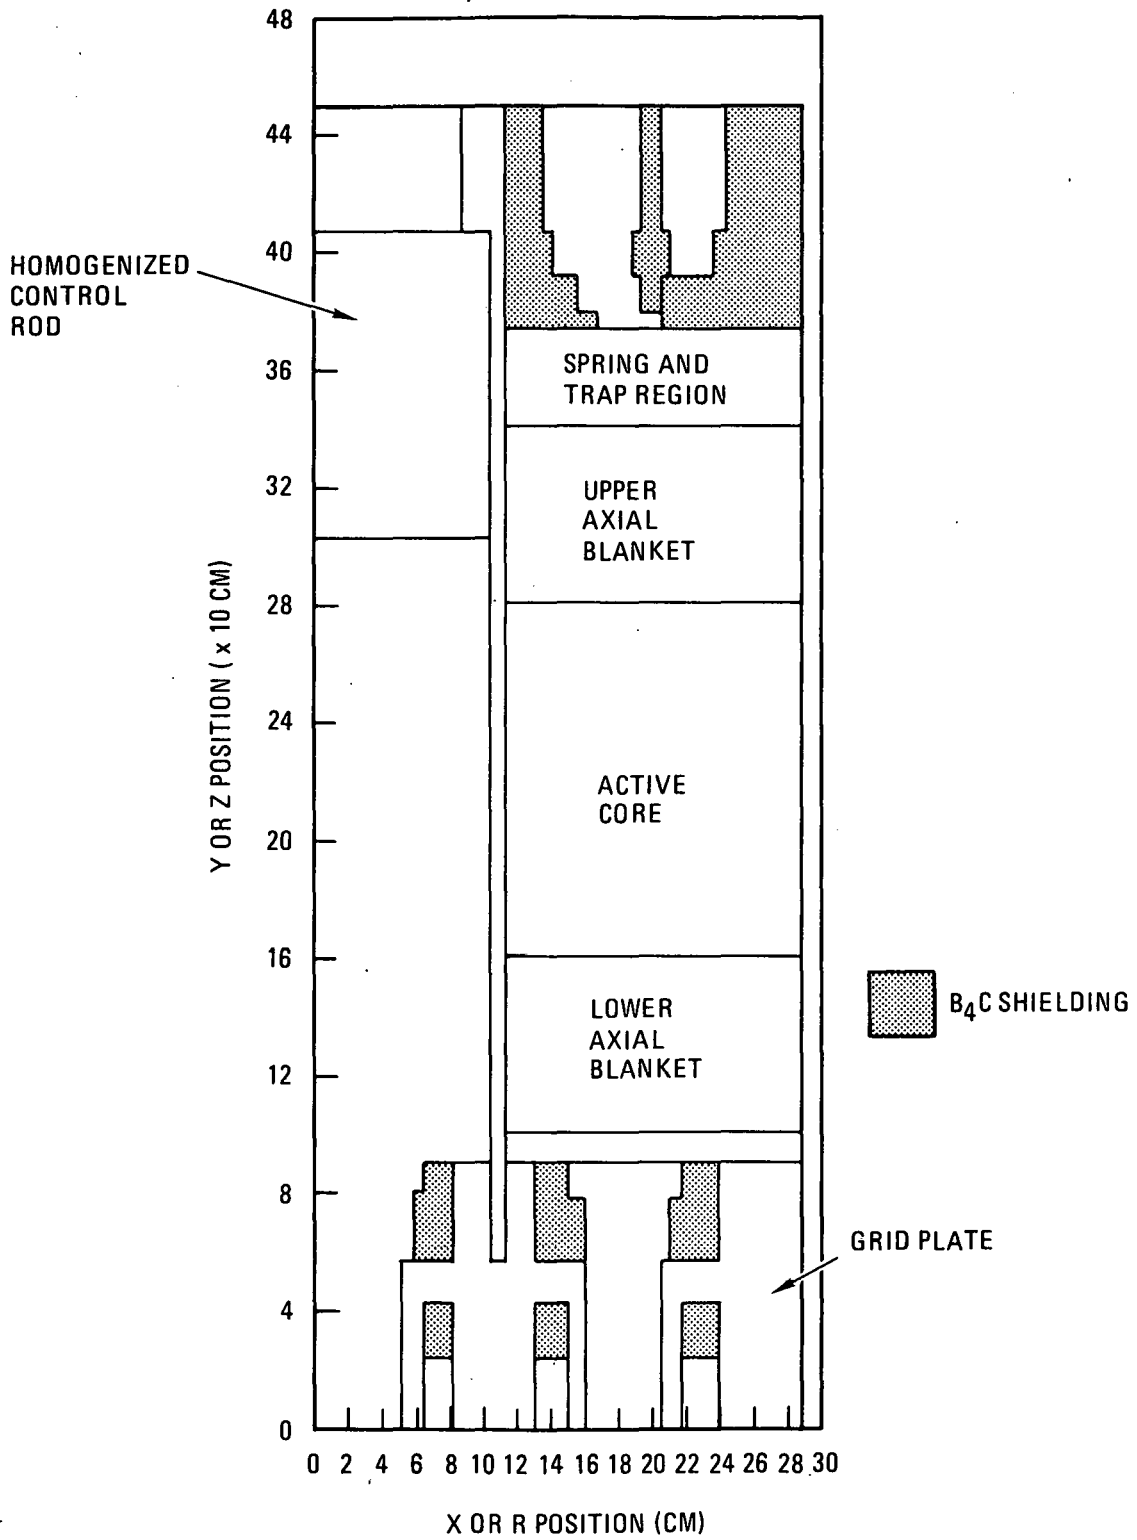 48
44
40
36
32
28
24
20
16
12
8
4
0
Y OR Z POSITION (x 10 CM)
HOMOGENIZED
CONTROL
ROD
SPRING AND
TRAP REGION
UPPER
AXIAL
BLANKET
ACTIVE
CORE
LOWER
AXIAL
BLANKET
B4C SHIELDING
GRID PLATE
0 2 4 6 8 10 12 14 16 18 20 22 24 26 28 30
X OR R POSITION (CM)